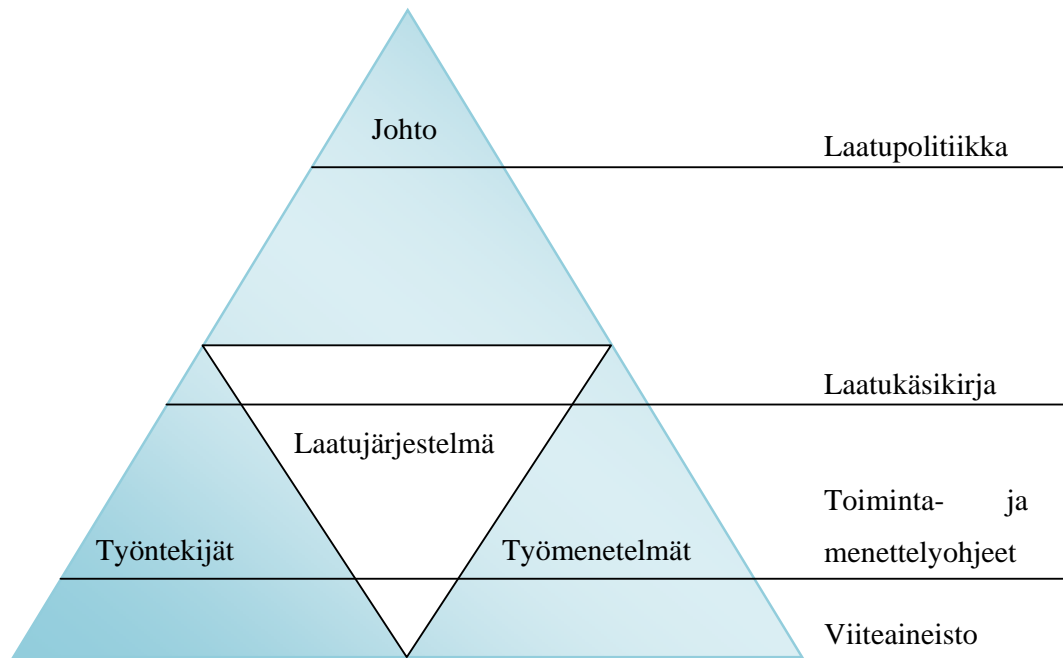 Johto
Laatupolitiikka
Laatukäsikirja
Laatujärjestelmä
Toiminta- ja
menettelyohjeet
Työntekijät
Työmenetelmät
Viiteaineisto